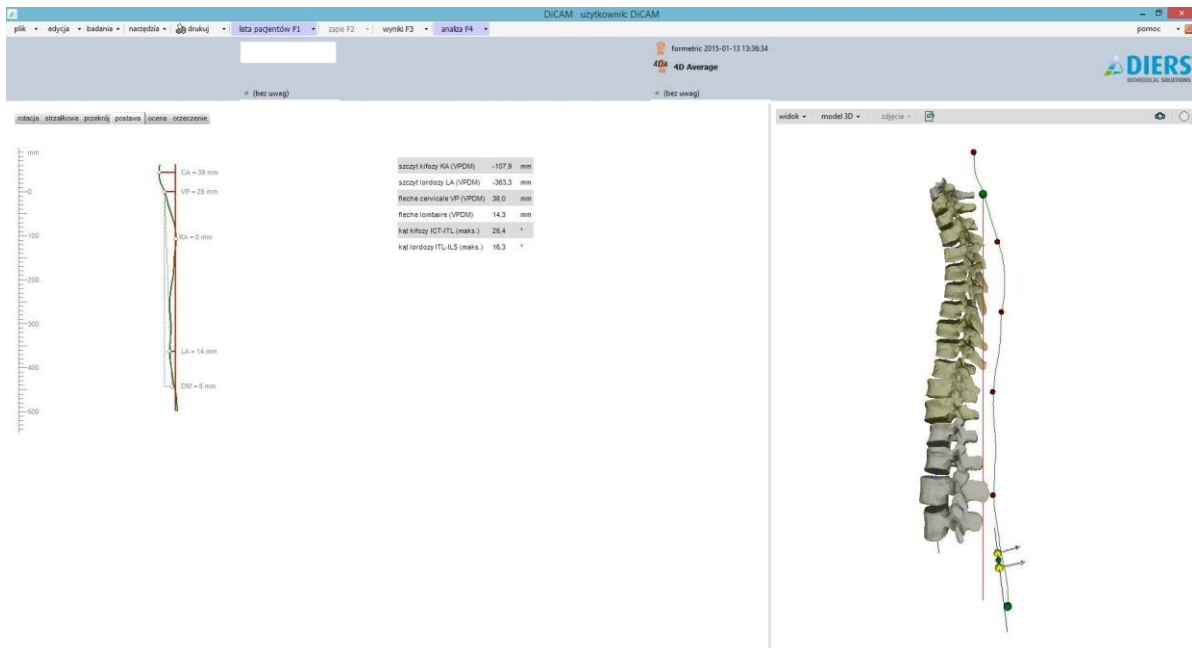 DiCAM użytkownik: DiCAM
plik edycja badania narzędzia drukuj lista pacjentów F1 zapis F2 wyniki F3 analiza F4 pomoc
formetric 2015-01-13 13:36:34
4DA 4D Average
DIERS
BIOMEDICAL SOLUTIONS
(bez uwag) (bez uwag)
rotacja strzałkowa przekrój postawa ocena orzeczenie
widok model 3D zdjęcia
mm
CA = 38 mm
VP = 26 mm
KA = 0 mm
LA = 14 mm
DM = 8 mm
0
-100
-200
-300
-400
-500
szczyt kifozy KA (VPDM) -107,9 mm
szczyt lordozy LA (VPDM) -363,3 mm
fleche cervicale VP (VPDM) 38,0 mm
fleche lombaire (VPDM) 14,3 mm
kąt kifozy ICT-ITL (maks.) 26,4 °
kąt lordozy ITL-ILS (maks.) 16,3 °